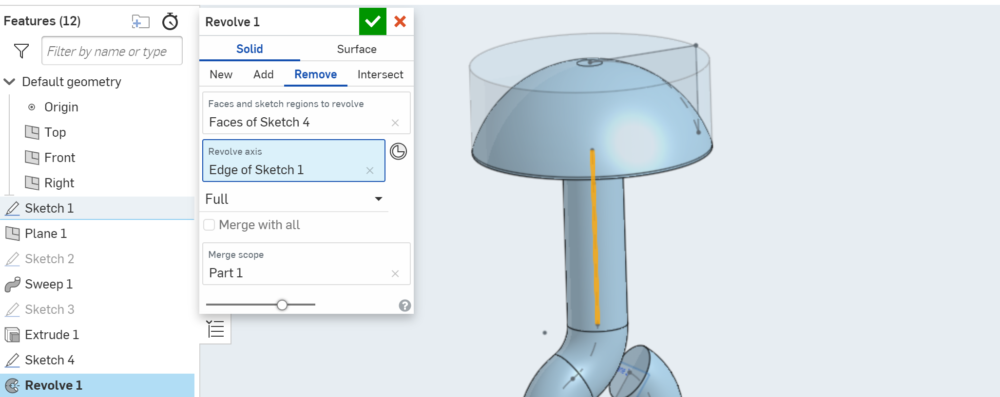 Features (12)
Filter by name or type
Default geometry
Origin
Top
Front
Right
Sketch 1
Plane 1
Sketch 2
Sweep 1
Sketch 3
Extrude 1
Sketch 4
Revolve 1
Revolve 1
Solid
Surface
New
Add
Remove
Intersect
Faces and sketch regions to revolve
Faces of Sketch 4
Revolve axis
Edge of Sketch 1
Full
Merge with all
Merge scope
Part 1